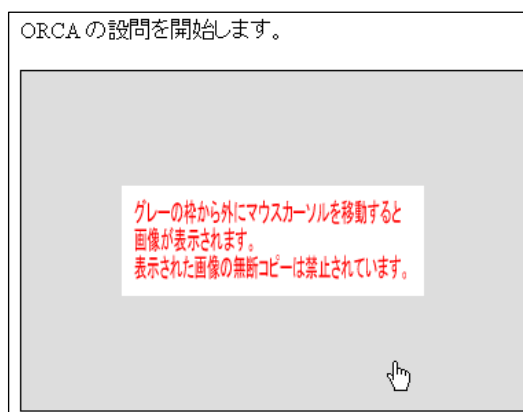 ORCAの設問を開始します。
グレーの枠から外にマウスカーソルを移動すると
画像が表示されます。
表示された画像の無断コピーは禁止されています。